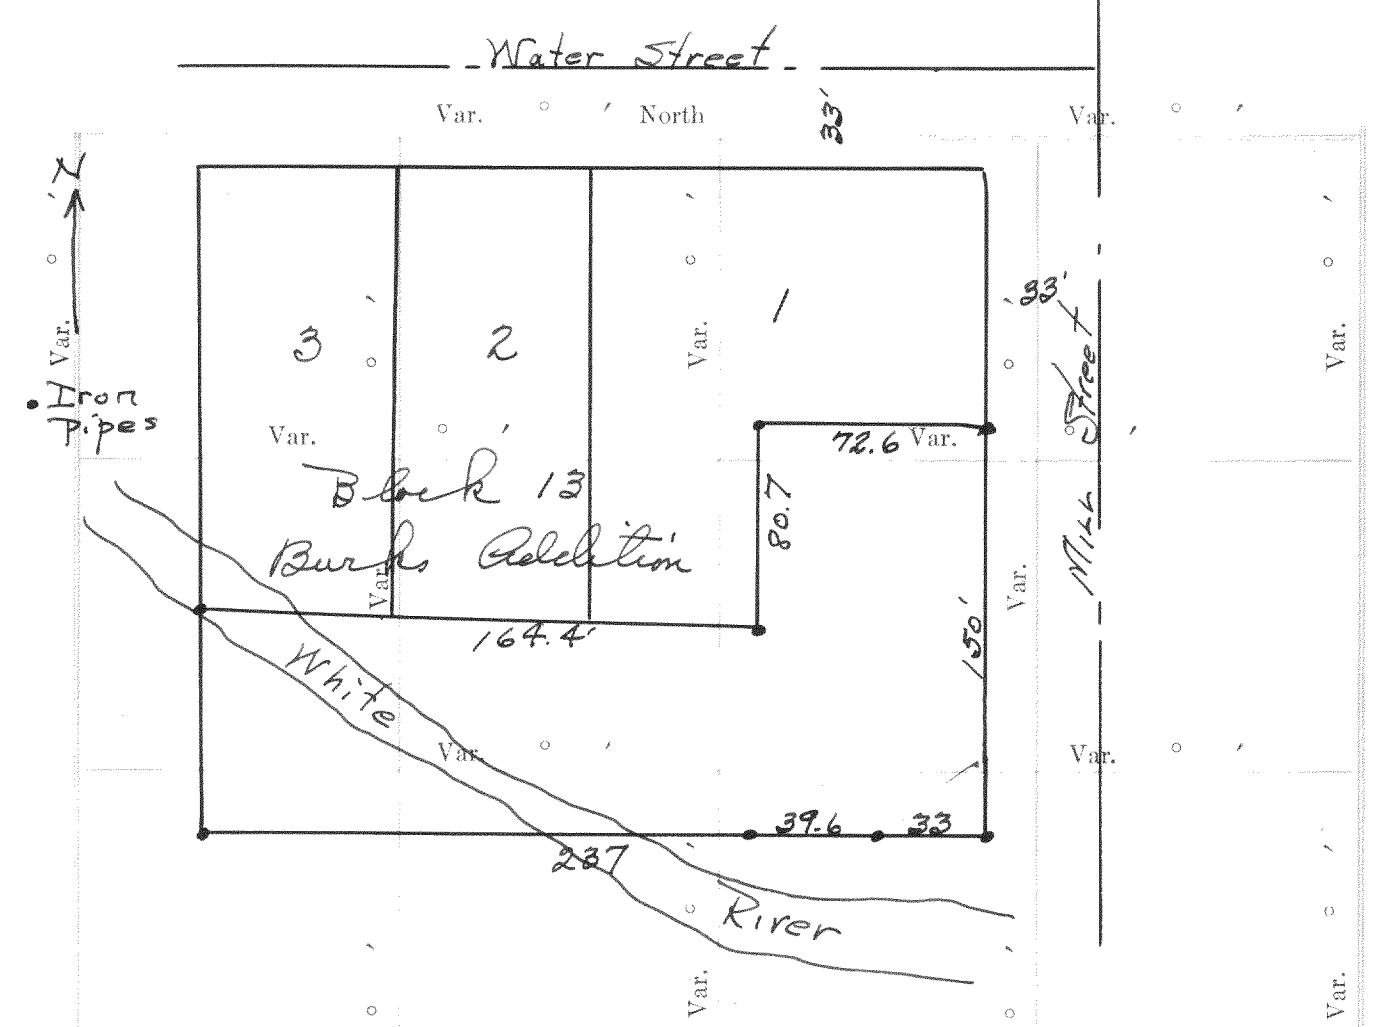 Water Street
Var. ° ′ North
33'
Var. ° ′
N
Var. ° ′
Iron
Pipes
3
2
1
Var. ° ′
Var. ° ′
33'
Mill Street
Var. ° ′
72.6
Var. ° ′
80.7
Block 13
Burks Addition
Var. ° ′
164.4'
150'
Var. ° ′
White
Var. ° ′
Var. ° ′
39.6
33
237
River
Var. ° ′
Var. ° ′